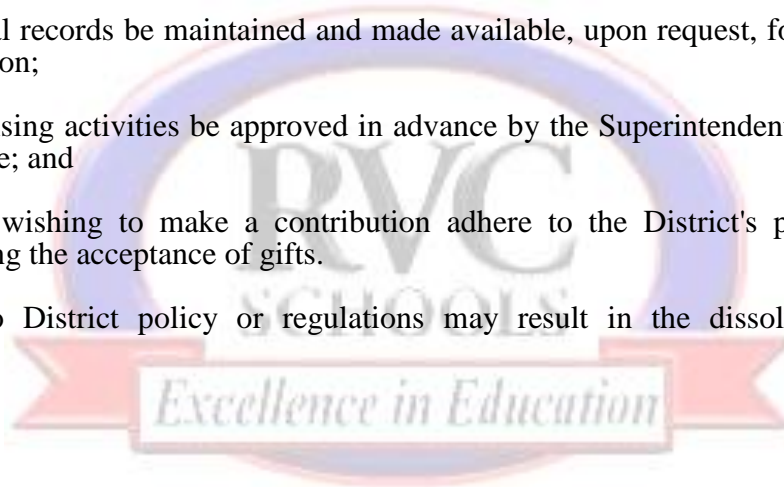 al records be maintained and made available, upon request, fo
on;
sing activities be approved in advance by the Superintendent
e; and
wishing to make a contribution adhere to the District's p
ng the acceptance of gifts.
o District policy or regulations may result in the dissol
RVC
SCHOOLS
Excellence in Education